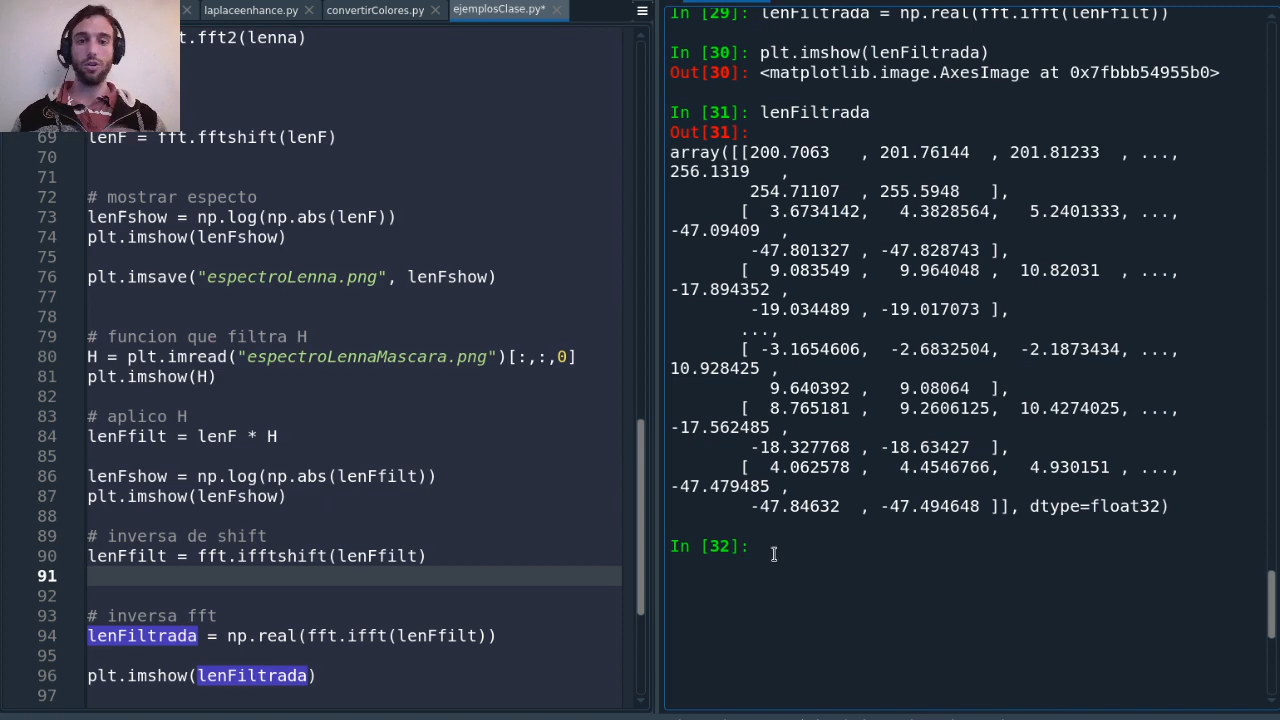 laplaceenhance.py
convertirColores.py
ejemplosClase.py*
t.fft2(lenna)
69 lenF = fft.fftshift(lenF)
70
71
72 # mostrar especto
73 lenFshow = np.log(np.abs(lenF))
74 plt.imshow(lenFshow)
75
76 plt.imsave("espectroLenna.png", lenFshow)
77
78
79 # funcion que filtra H
80 H = plt.imread("espectroLennaMascara.png")[:,:,0]
81 plt.imshow(H)
82
83 # aplico H
84 lenFfilt = lenF * H
85
86 lenFshow = np.log(np.abs(lenFfilt))
87 plt.imshow(lenFshow)
88
89 # inversa de shift
90 lenFfilt = fft.ifftshift(lenFfilt)
91
92
93 # inversa fft
94 lenFiltrada = np.real(fft.ifft(lenFfilt))
95
96 plt.imshow(lenFiltrada)
97
In [29]: lenFiltrada = np.real(fft.ifft(lenFfilt))
In [30]: plt.imshow(lenFiltrada)
Out[30]: <matplotlib.image.AxesImage at 0x7fbbb54955b0>
In [31]: lenFiltrada
Out[31]:
array([[200.7063   , 201.76144  , 201.81233  , ...,
256.1319   ,
254.71107  , 255.5948   ],
[  3.6734142,   4.3828564,   5.2401333, ...,
-47.09409  ,
-47.801327 , -47.828743 ],
[  9.083549 ,   9.964048 ,  10.82031  , ...,
-17.894352 ,
-19.034489 , -19.017073 ],
...,
[ -3.1654606,  -2.6832504,  -2.1873434, ...,
10.928425 ,
9.640392 ,   9.08064  ],
[  8.765181 ,   9.2606125,  10.4274025, ...,
-17.562485 ,
-18.327768 , -18.63427  ],
[  4.062578 ,   4.4546766,   4.930151 , ...,
-47.479485 ,
-47.84632  , -47.494648 ]], dtype=float32)
In [32]: